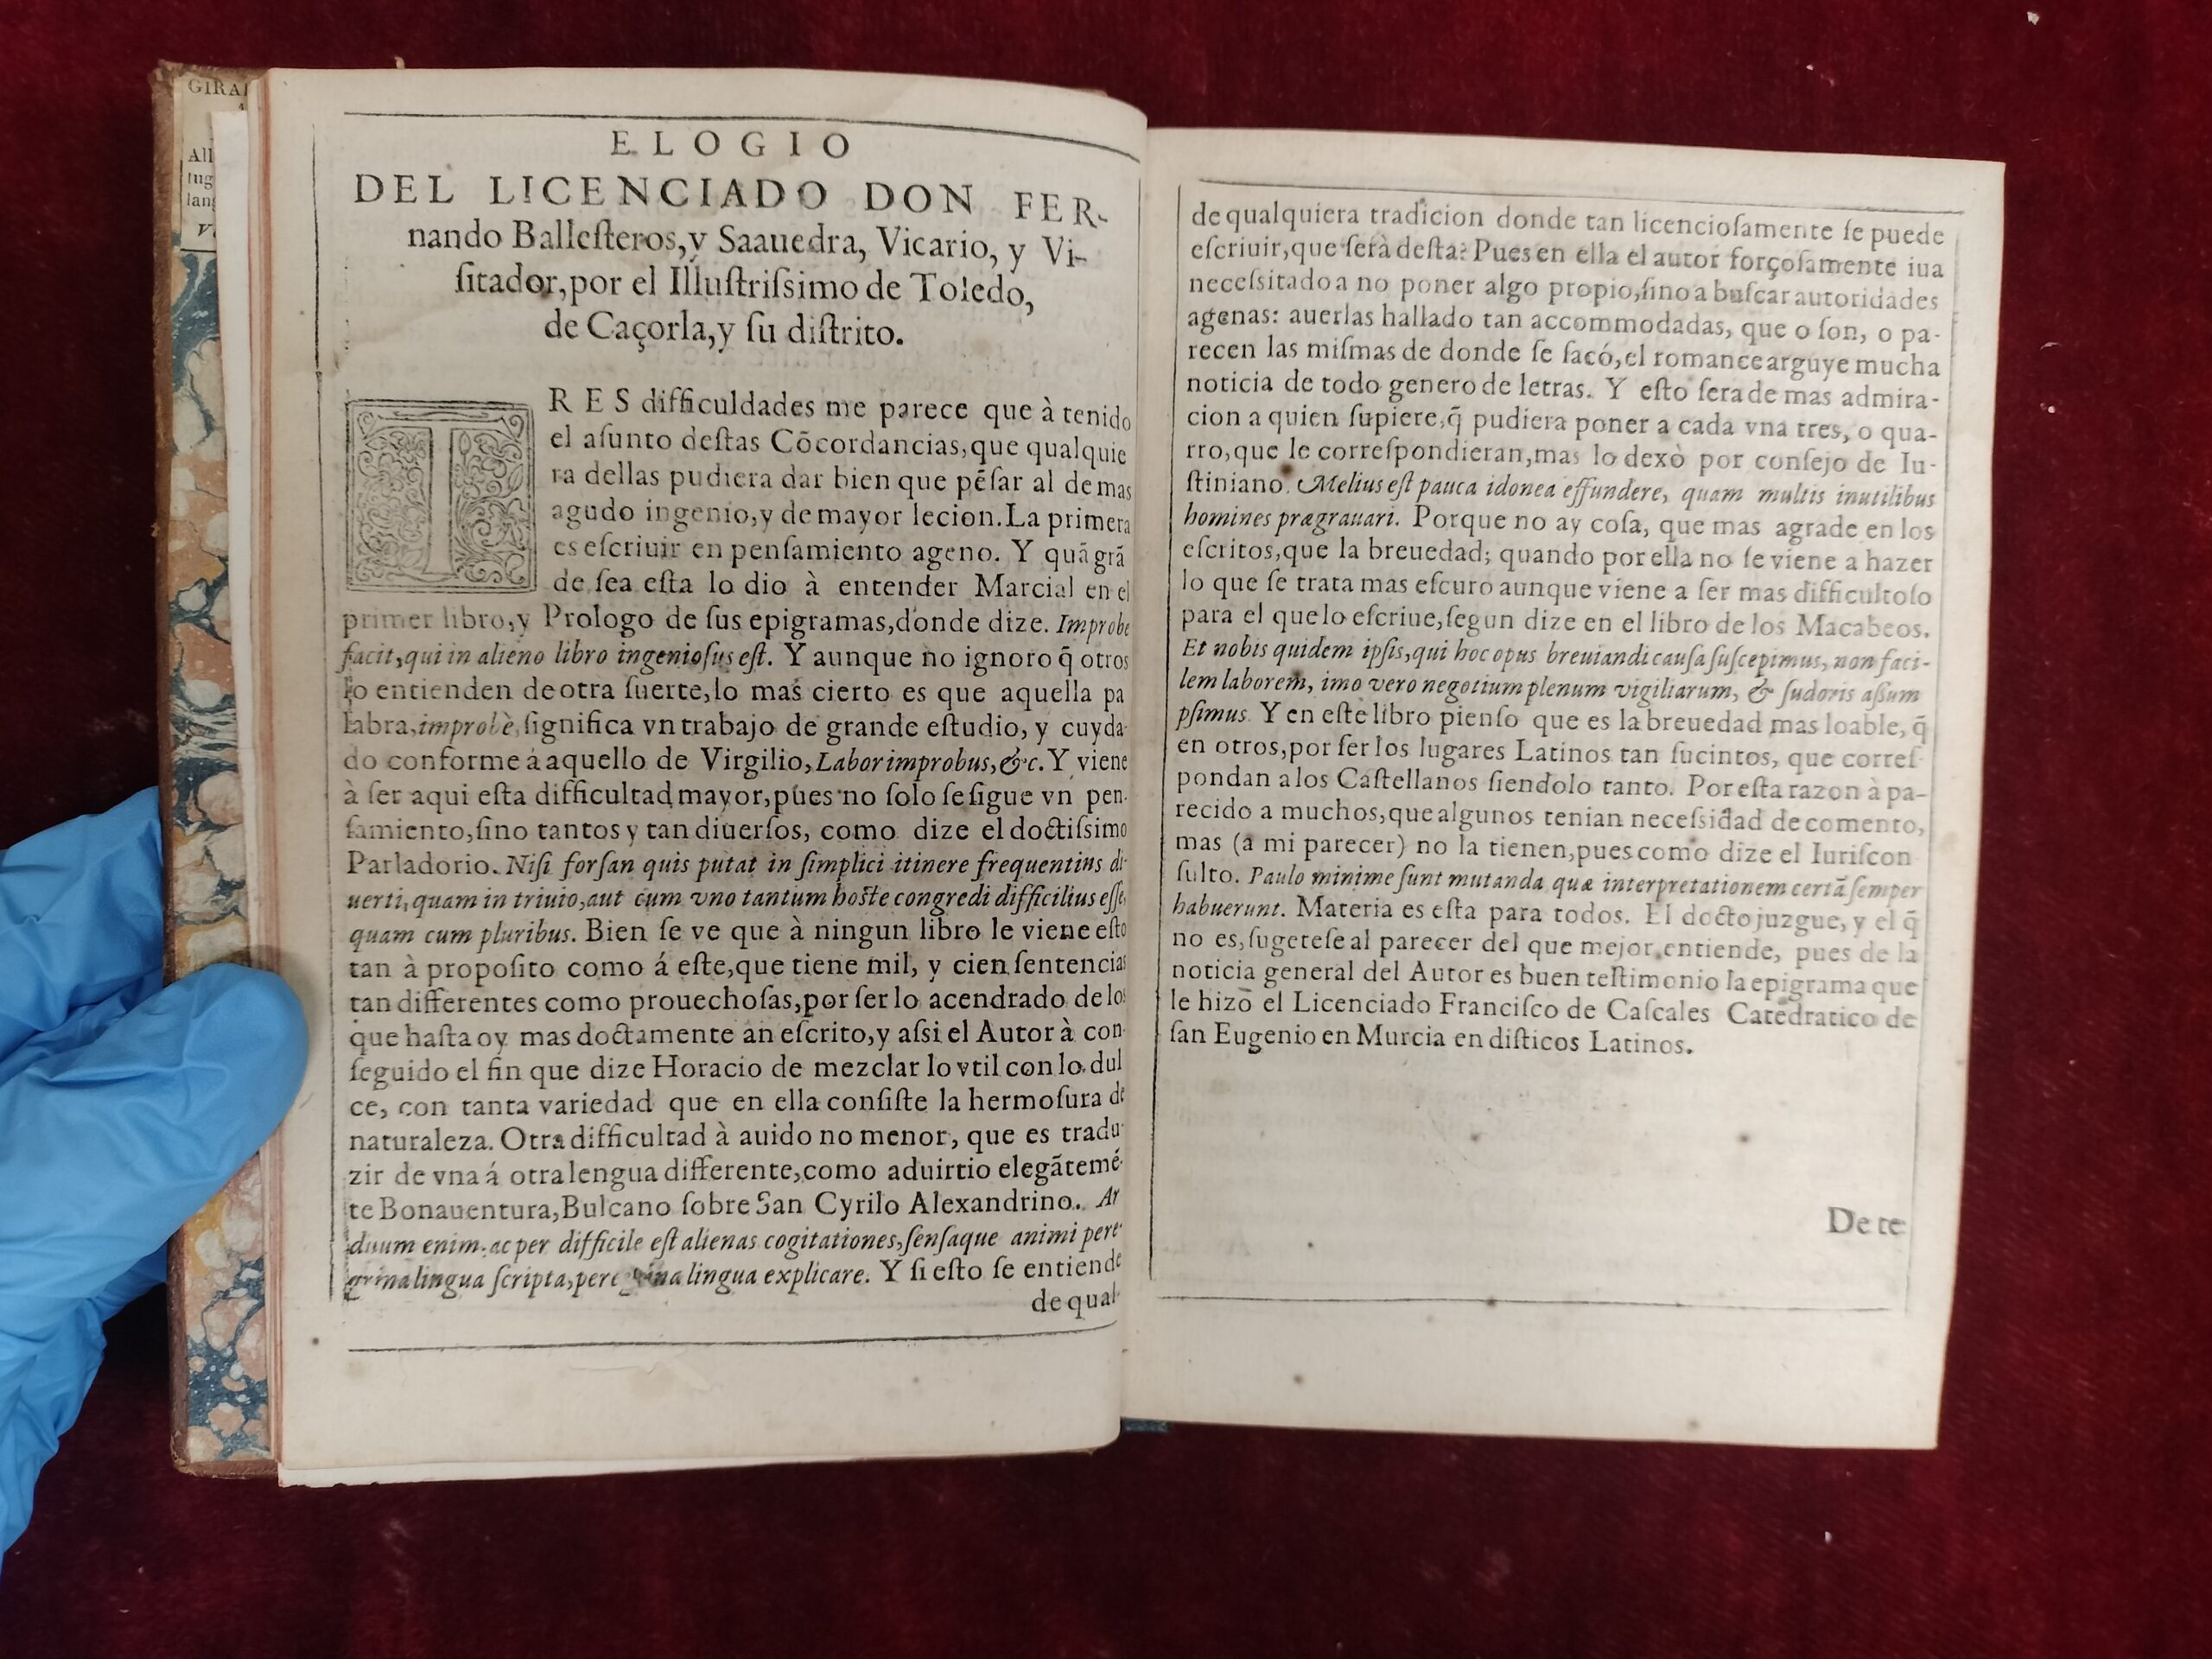 GIRA
All
tug
lang
ELOGIO
DEL LICENCIADO DON FER-
nando Balleſteros,y Saauedra, Vicario, y Vi-
ſitador,por el Illuſtriſsimo de Toledo,
de Caçorla,y ſu diſtrito.
TRES difficuldades me parece que à tenido
el aſunto deſtas Cõcordancias,que qualquie
ra dellas pudiera dar bien que pẽſar al de mas
agudo ingenio,y de mayor lecion.La primera
es eſcriuir en penſamiento ageno. Y quã grã
de ſea eſta lo dio à entender Marcial en el
primer libro,y Prologo de ſus epigramas,donde dize. Improbe
facit,qui in alieno libro ingenioſus eſt. Y aunque no ignoro q̃ otros
lo entienden de otra ſuerte,lo mas cierto es que aquella pa
labra,improbè,ſignifica vn trabajo de grande eſtudio, y cuyda
do conforme á aquello de Virgilio,Labor improbus,&c. Y viene
à ſer aqui eſta difficultad mayor,pues no ſolo ſe ſigue vn pen-
ſamiento,ſino tantos y tan diuerſos, como dize el doctiſsimo
Parladorio. Niſi forſan quis putat in ſimplici itinere frequentius di-
uerti,quam in triuio,aut cum vno tantum hoſte congredi difficilius eſſe,
quam cum pluribus. Bien ſe ve que à ningun libro le viene eſto
tan à propoſito como á eſte,que tiene mil, y cien ſentencias
tan differentes como prouechoſas,por ſer lo acendrado de los
que haſta oy mas doctamente an eſcrito,y aſsi el Autor à con-
ſeguido el fin que dize Horacio de mezclar lo vtil con lo dul
ce, con tanta variedad que en ella conſiſte la hermoſura de
naturaleza. Otra difficultad à auido no menor, que es tradu-
zir de vna á otra lengua differente,como aduirtio elegãtemé-
te Bonauentura,Bulcano ſobre San Cyrilo Alexandrino. Ar
duum enim, ac per difficile eſt alienas cogitationes,ſenſaque animi pere-
grina lingua ſcripta,peregrina lingua explicare. Y ſi eſto ſe entiende
de qual-
de qualquiera tradicion donde tan licencioſamente ſe puede
eſcriuir,que ſerà deſta? Pues en ella el autor forçoſamente iua
neceſsitado a no poner algo propio,ſino a buſcar autoridades
agenas: auerlas hallado tan accommodadas, que o ſon, o pa-
recen las miſmas de donde ſe ſacó,el romance arguye mucha
noticia de todo genero de letras. Y eſto ſera de mas admira-
cion a quien ſupiere,q̃ pudiera poner a cada vna tres, o qua-
rro,que le correſpondieran,mas lo dexò por conſejo de Iu-
ſtiniano. Melius eſt pauca idonea effundere, quam multis inutilibus
homines prægrauari. Porque no ay coſa, que mas agrade en los
eſcritos,que la breuedad; quando por ella no ſe viene a hazer
lo que ſe trata mas eſcuro aunque viene a ſer mas difficultoſo
para el que lo eſcriue,ſegun dize en el libro de los Macabeos.
Et nobis quidem ipſis,qui hoc opus breuiandi cauſa ſuſcepimus, non faci-
lem laborem, imo vero negotium plenum vigiliarum, & ſudoris aſſum
pſimus. Y en eſte libro pienſo que es la breuedad mas loable, q̃
en otros,por ſer los lugares Latinos tan ſucintos, que correſ-
pondan a los Caſtellanos ſiendolo tanto. Por eſta razon à pa-
recido a muchos,que algunos tenian neceſsidad de comento,
mas (a mi parecer) no la tienen,pues como dize el Iuriſcon
ſulto. Paulo minime ſunt mutanda quæ interpretationem certã ſemper
habuerunt. Materia es eſta para todos. El docto juzgue, y el q̃
no es,ſugeteſe al parecer del que mejor entiende, pues de la
noticia general del Autor es buen teſtimonio la epigrama que
le hizo el Licenciado Franciſco de Caſcales Catedratico de
ſan Eugenio en Murcia en diſticos Latinos.
De te